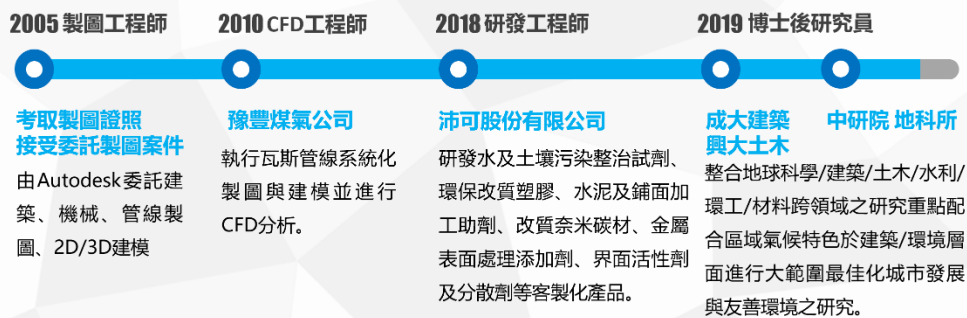 2005 製圖工程師
考取製圖證照
接受委託製圖案件
由Autodesk委託建
築、機械、管線製
圖、2D/3D建模
2010 CFD工程師
豫豐煤氣公司
執行瓦斯管線系統化
製圖與建模並進行
CFD分析。
2018 研發工程師
沛可股份有限公司
研發水及土壤污染整治試劑、
環保改質塑膠、水泥及鋪面加
工助劑、改質奈米碳材、金屬
表面處理添加劑、界面活性劑
及分散劑等客製化產品。
2019 博士後研究員
成大建築
興大土木
中研院 地科所
整合地球科學/建築/土木/水利/
環工/材料跨領域之研究重點配
合區域氣候特色於建築/環境層
面進行大範圍最佳化城市發展
與友善環境之研究。